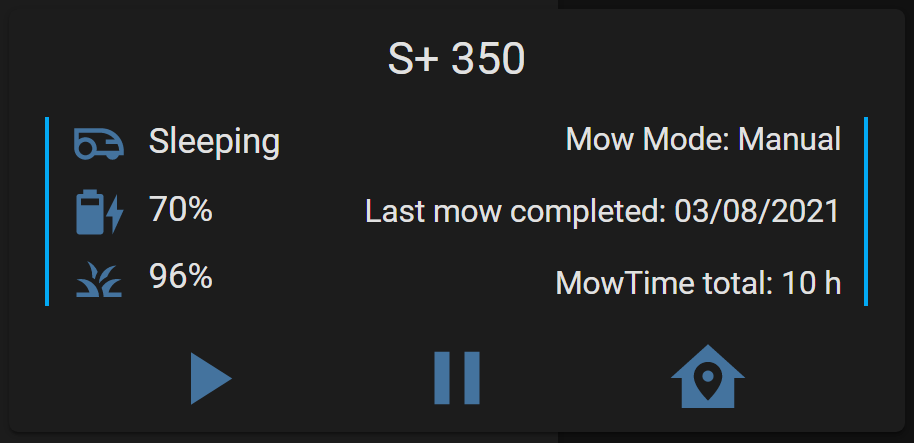 S+ 350
Sleeping
70%
96%
Mow Mode: Manual
Last mow completed: 03/08/2021
MowTime total: 10 h